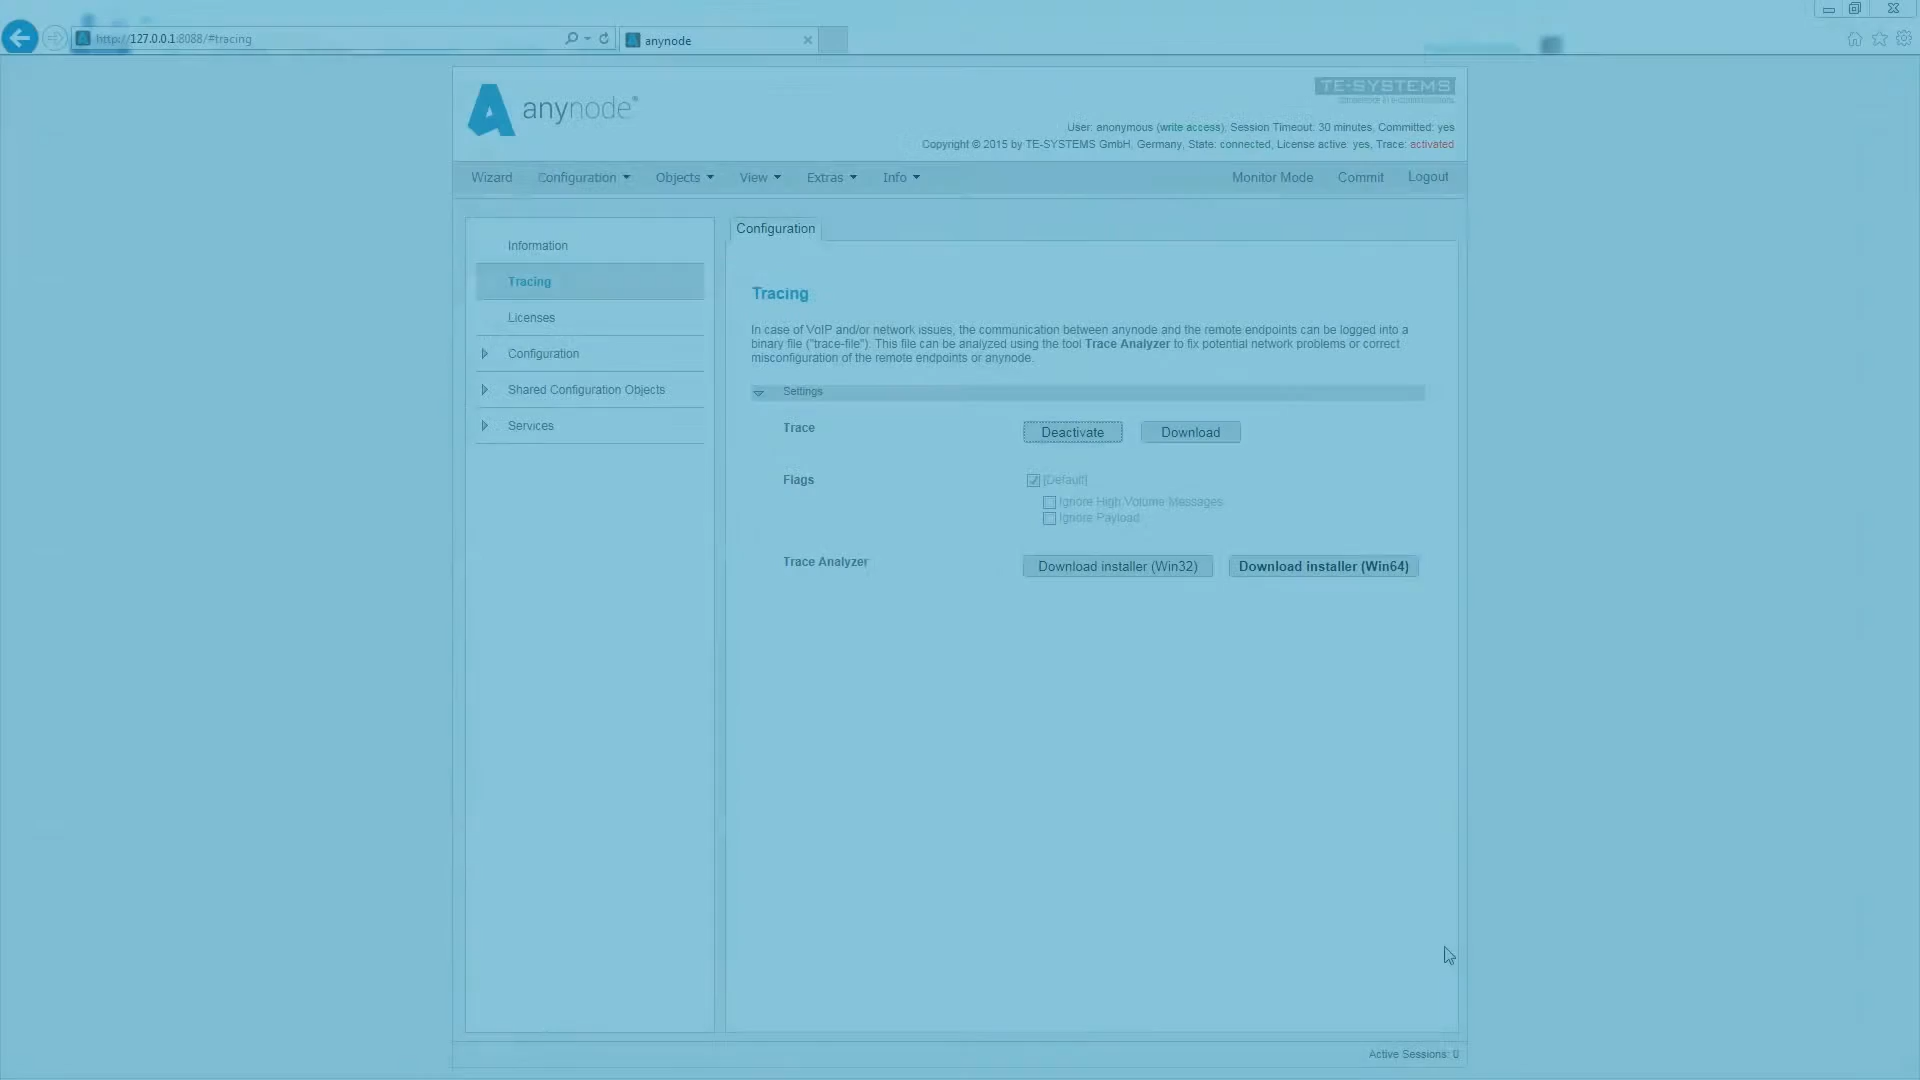 http://127.0.0.1:8088/#tracing
anynode
anynode®
TE-SYSTEMS
User: anonymous (write access), Session Timeout: 30 minutes, Committed: yes
Copyright © 2015 by TE-SYSTEMS GmbH, Germany, State: connected, License active: yes, Trace: activated
Wizard Configuration Objects View Extras Info Monitor Mode Commit Logout
Information
Tracing
Licenses
Configuration
Shared Configuration Objects
Services
Configuration
Tracing
In case of VoIP and/or network issues, the communication between anynode and the remote endpoints can be logged into a
binary file ("trace-file"). This file can be analyzed using the tool Trace Analyzer to fix potential network problems or correct
misconfiguration of the remote endpoints or anynode.
Settings
Trace Deactivate Download
Flags [Default]
Ignore High Volume Messages
Ignore Payload
Trace Analyzer Download installer (Win32) Download installer (Win64)
Active Sessions: 0